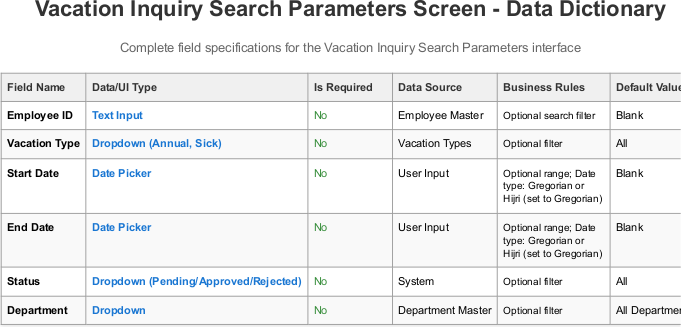 Vacation Inquiry Search Parameters Screen - Data Dictionary
Complete field specifications for the Vacation Inquiry Search Parameters interface
Field Name Data/UI Type Is Required Data Source Business Rules Default Value
Employee ID Text Input No Employee Master Optional search filter Blank
Vacation Type Dropdown (Annual, Sick) No Vacation Types Optional filter All
Start Date Date Picker No User Input Optional range; Date Blank
type: Gregorian or
Hijri (set to Gregorian)
End Date Date Picker No User Input Optional range; Date Blank
type: Gregorian or
Hijri (set to Gregorian)
Status Dropdown (Pending/Approved/Rejected) No System Optional filter All
Department Dropdown No Department Master Optional filter All